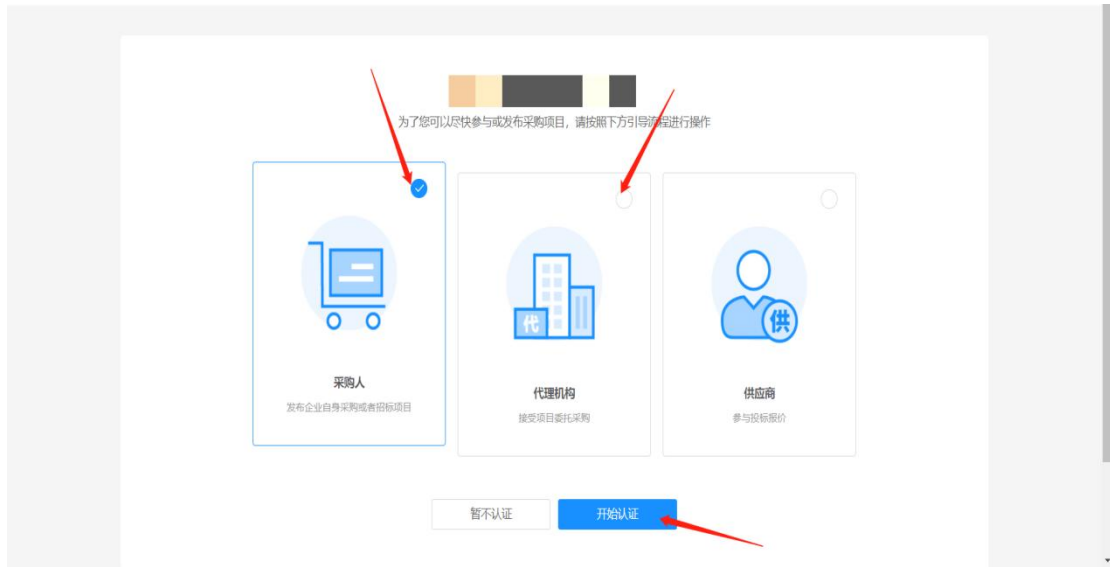 为了您可以尽快参与或发布采购项目，请按照下方引导流程进行操作
代
供
采购人
发布企业自身采购或者招标项目
代理机构
接受项目委托采购
供应商
参与投标报价
暂不认证
开始认证